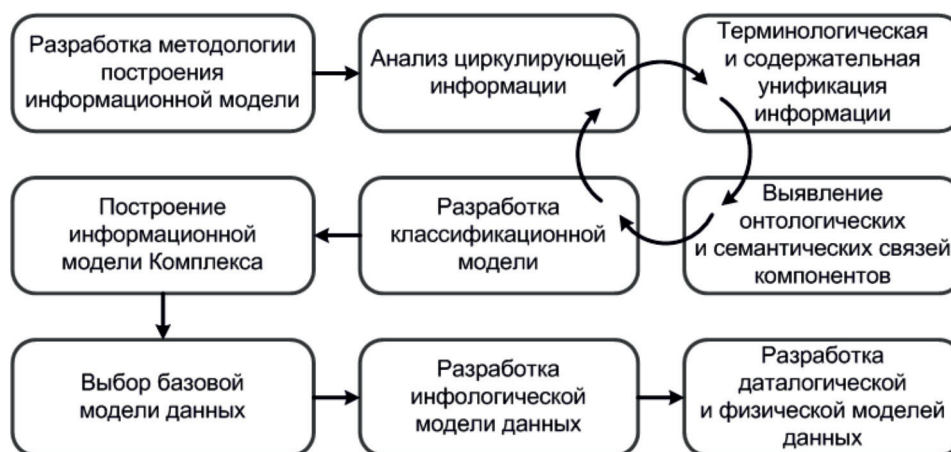 Разработка методологии
построения
информационной модели
Анализ циркулирующей
информации
Терминологическая
и содержательная
унификация
информации
Построение
информационной
модели Комплекса
Разработка
классификационной
модели
Выявление
онтологических
и семантических связей
компонентов
Выбор базовой
модели данных
Разработка
инфологической
модели данных
Разработка
даталогической
и физической моделей
данных